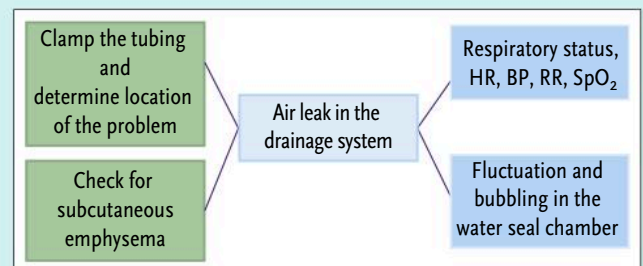 Clamp the tubing
and
determine location
of the problem
Check for
subcutaneous
emphysema
Air leak in the
drainage system
Respiratory status,
HR, BP, RR, SpO₂
Fluctuation and
bubbling in the
water seal chamber